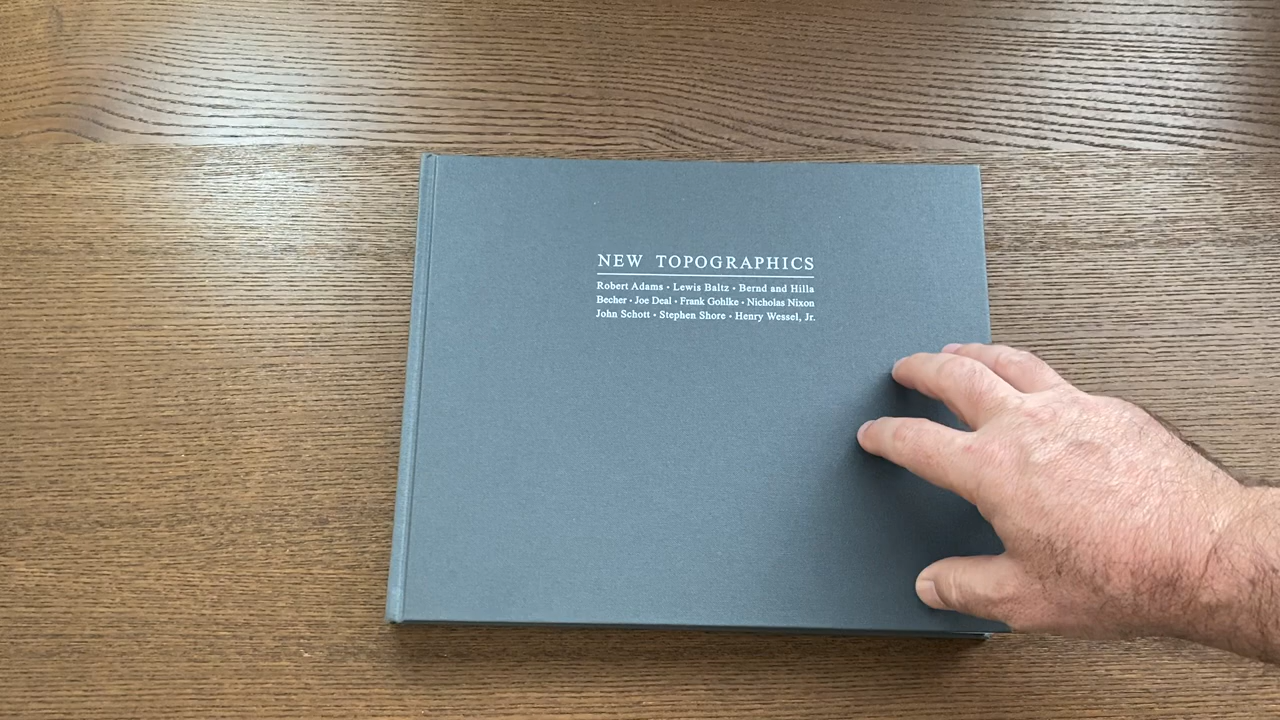 NEW TOPOGRAPHICS
Robert Adams • Lewis Baltz • Bernd and Hilla
Becher • Joe Deal • Frank Gohlke • Nicholas Nixon
John Schott • Stephen Shore • Henry Wessel, Jr.